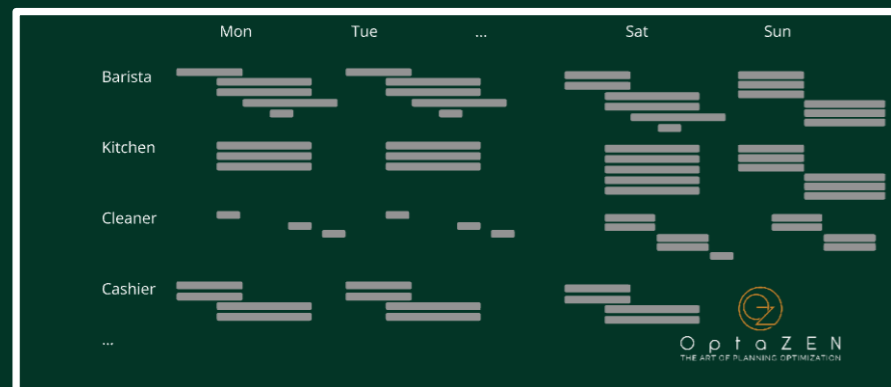 Mon Tue ... Sat Sun
Barista
Kitchen
Cleaner
Cashier
...
OptaZEN
THE ART OF PLANNING OPTIMIZATION